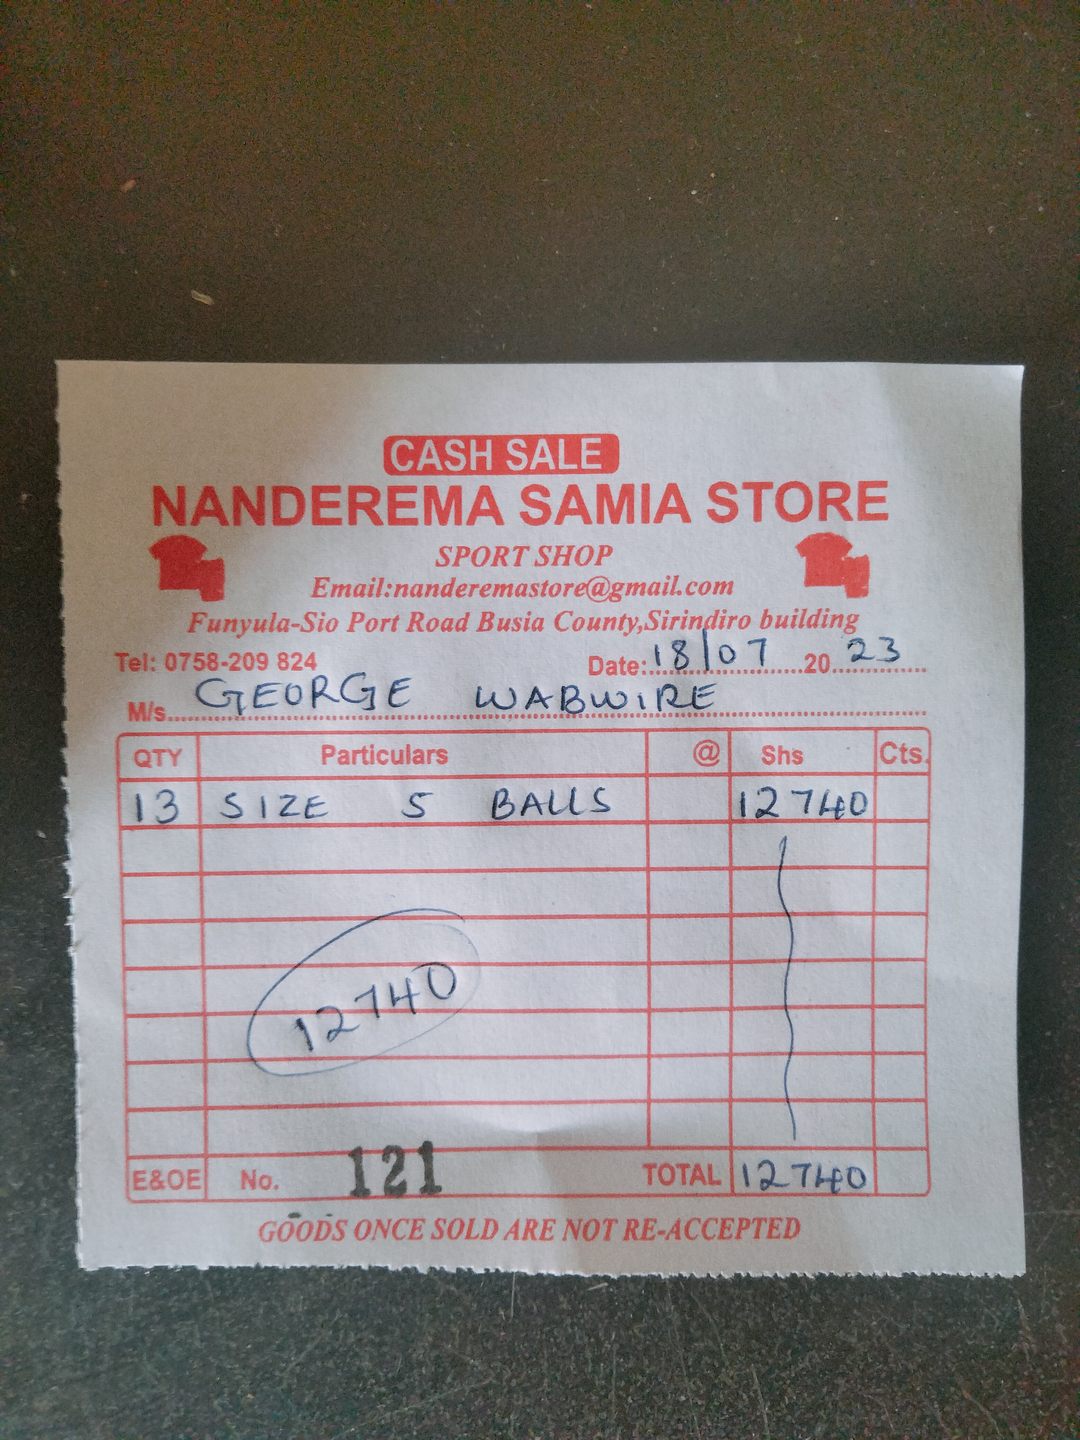 CASH SALE
NANDEREMA SAMIA STORE
SPORT SHOP
Email:nanderemastore@gmail.com
Funyula-Sio Port Road Busia County,Sirindiro building
Tel: 0758-209 824 Date: 18/07 20 23
M/s GEORGE WABWIRE
QTY Particulars @ Shs Cts.
13 SIZE 5 BALLS 12740
12740
E&OE No. 121 TOTAL 12740
GOODS ONCE SOLD ARE NOT RE-ACCEPTED